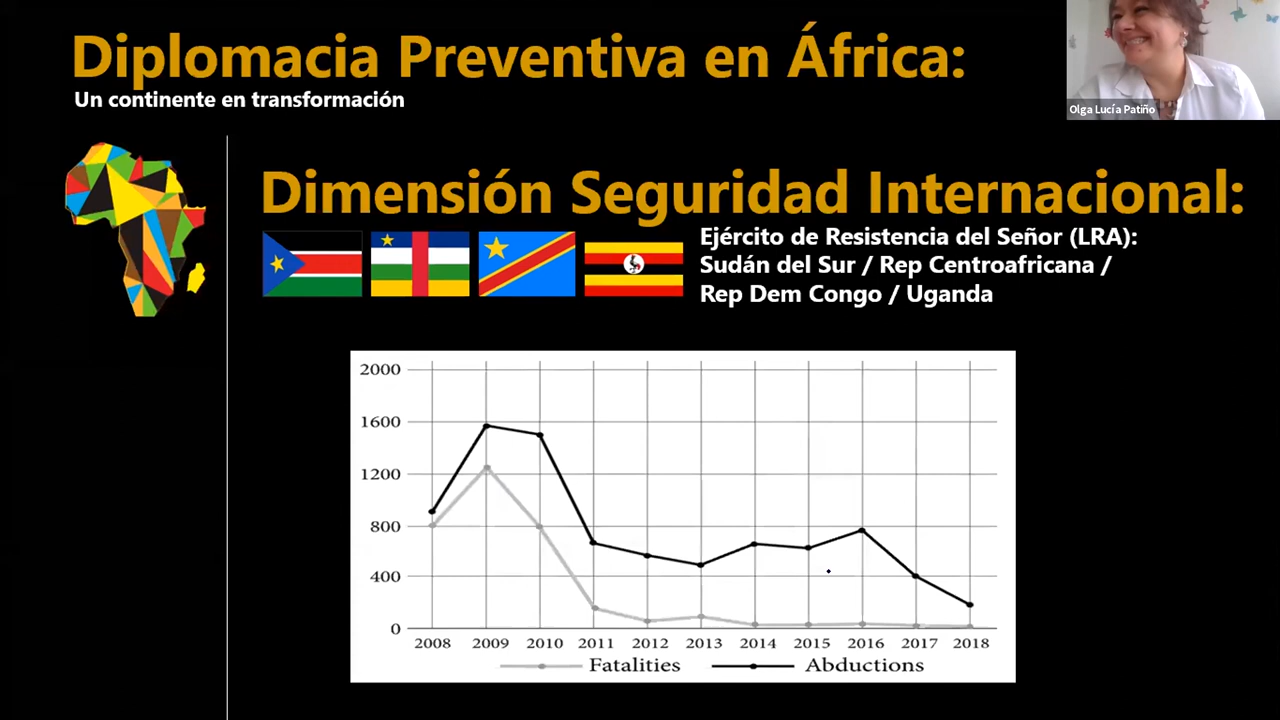 Diplomacia Preventiva en África:
Un continente en transformación
Olga Lucía Patiño
Dimensión Seguridad Internacional:
Ejército de Resistencia del Señor (LRA):
Sudán del Sur / Rep Centroafricana /
Rep Dem Congo / Uganda
2000
1600
1200
800
400
0
2008 2009 2010 2011 2012 2013 2014 2015 2016 2017 2018
Fatalities Abductions